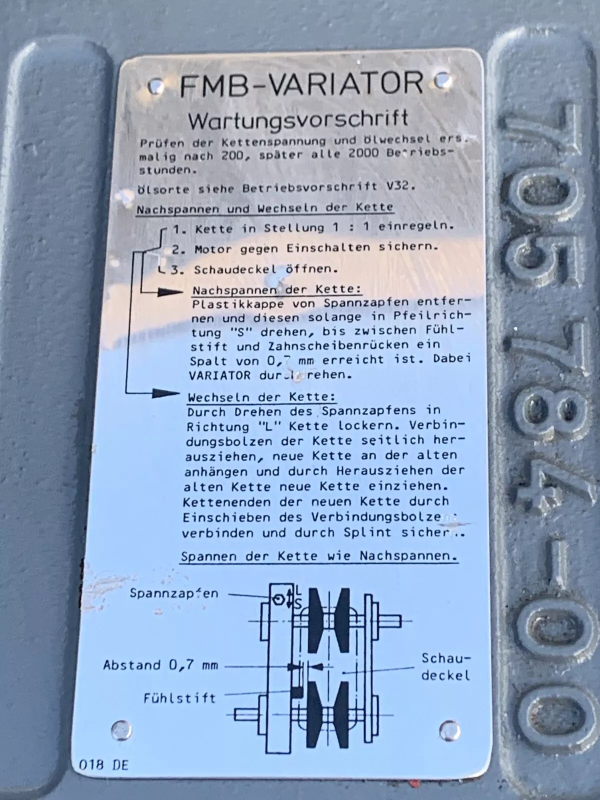 FMB-VARIATOR
Wartungsvorschrift
Prüfen der Kettenspannung und Ölwechsel ers-
malig nach 200, später alle 2000 Betriebs-
stunden.
Ölsorte siehe Betriebsvorschrift V32.
Nachspannen und Wechseln der Kette
1. Kette in Stellung 1 : 1 einregeln.
2. Motor gegen Einschalten sichern.
3. Schaudeckel öffnen.
Nachspannen der Kette:
Plastikkappe von Spannzapfen entfer-
nen und diesen solange in Pfeilrich-
tung "S" drehen, bis zwischen Fühl-
stift und Zahnscheibenrücken ein
Spalt von mm erreicht ist. Dabei
VARIATOR
Wechseln der Kette:
Durch Drehen des Spannzapfens in
Richtung "L" Kette lockern. Verbin-
dungsbolzen der Kette seitlich her-
ausziehen, neue Kette an der alten
anhängen und durch Herausziehen der
alten Kette neue Kette einziehen.
Kettenenden der neuen Kette durch
Einschieben des
verbinden und durch Splint
Spannen der Kette wie Nachspannen.
Spannzapfen
L
S
Abstand 0,7 mm
Schau-
deckel
Fühlstift
018 DE
705 784-00